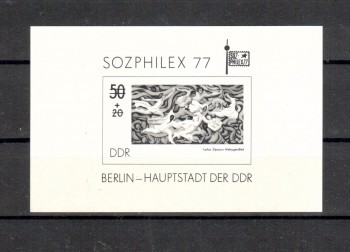 SOZPHILEX 77
50
+
20
DDR
BERLIN – HAUPTSTADT DER DDR